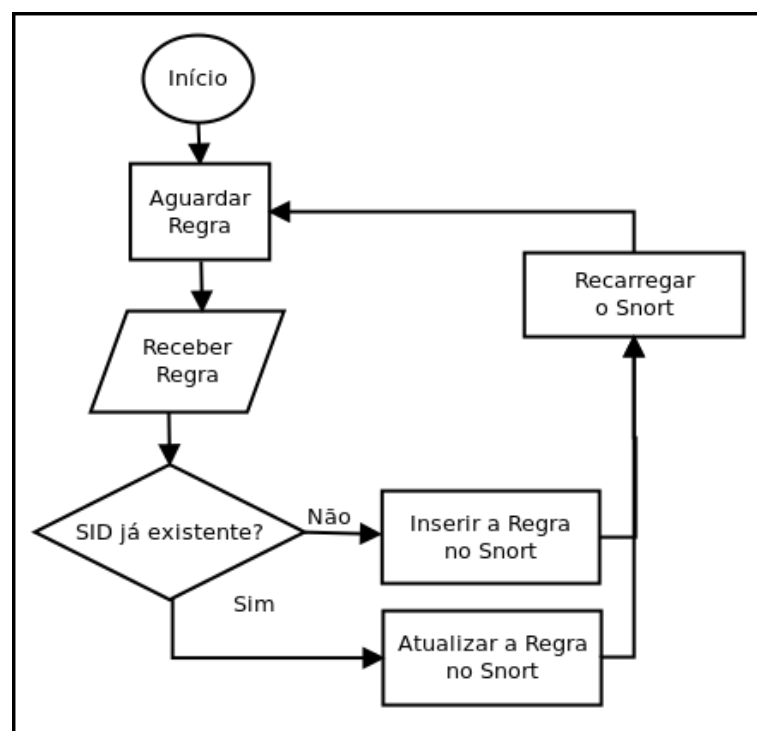 Início
Aguardar
Regra
Recarregar
o Snort
Receber
Regra
SID já existente?
Não
Inserir a Regra
no Snort
Sim
Atualizar a Regra
no Snort